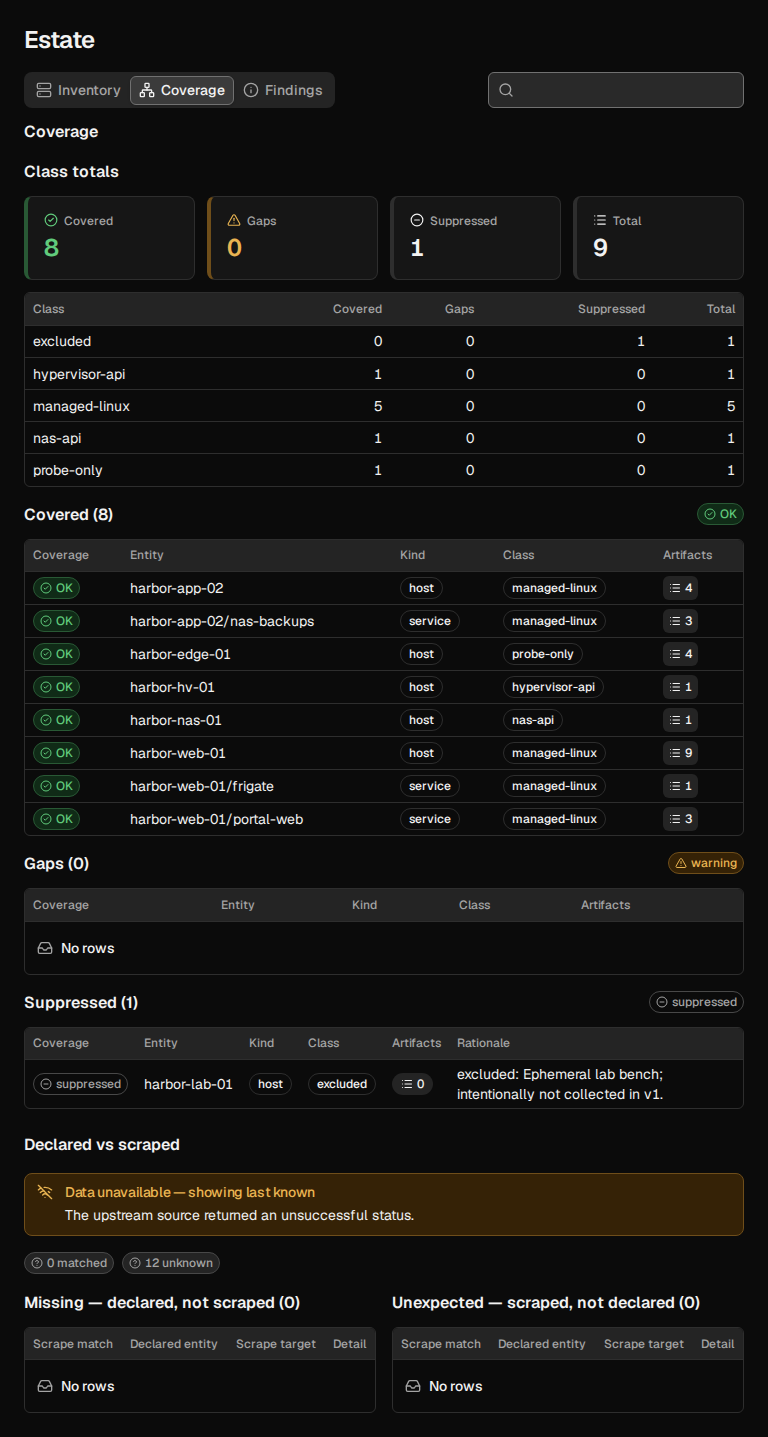 Estate
Inventory Coverage Findings
Coverage
Class totals
Covered Gaps Suppressed Total
8 0 1 9
Class Covered Gaps Suppressed Total
excluded 0 0 1 1
hypervisor-api 1 0 0 1
managed-linux 5 0 0 5
nas-api 1 0 0 1
probe-only 1 0 0 1
Covered (8) OK
Coverage Entity Kind Class Artifacts
OK harbor-app-02 host managed-linux 4
OK harbor-app-02/nas-backups service managed-linux 3
OK harbor-edge-01 host probe-only 4
OK harbor-hv-01 host hypervisor-api 1
OK harbor-nas-01 host nas-api 1
OK harbor-web-01 host managed-linux 9
OK harbor-web-01/frigate service managed-linux 1
OK harbor-web-01/portal-web service managed-linux 3
Gaps (0) warning
Coverage Entity Kind Class Artifacts
No rows
Suppressed (1) suppressed
Coverage Entity Kind Class Artifacts Rationale
suppressed harbor-lab-01 host excluded 0 excluded: Ephemeral lab bench;
intentionally not collected in v1.
Declared vs scraped
Data unavailable — showing last known
The upstream source returned an unsuccessful status.
0 matched 12 unknown
Missing — declared, not scraped (0) Unexpected — scraped, not declared (0)
Scrape match Declared entity Scrape target Detail Scrape match Declared entity Scrape target Detail
No rows No rows